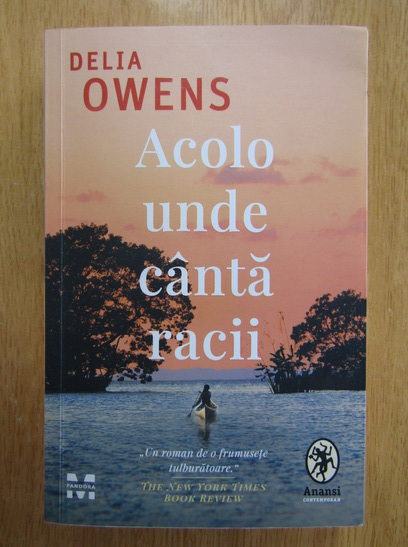 DELIA
OWENS
Acolo
unde
cântă
racii
„Un roman de o frumusețe
tulburătoare.”
THE NEW YORK TIMES
BOOK REVIEW
M
PANDORA
Anansi
CONTEMPORAN